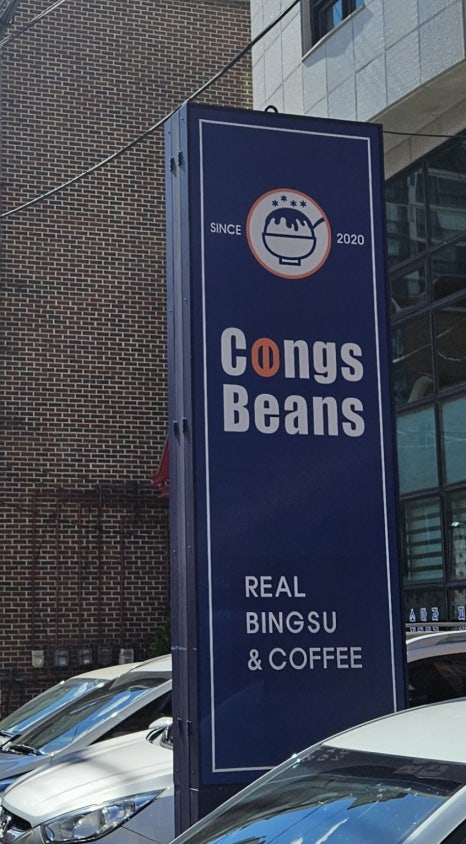 SINCE 2020
Congs
Beans
REAL
BINGSU
& COFFEE